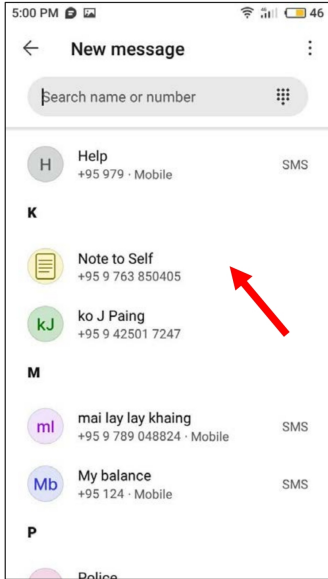 5:00 PM 46
New message
Search name or number
H Help SMS
+95 979 · Mobile
K
Note to Self
+95 9 763 850405
kJ ko J Paing
+95 9 42501 7247
M
ml mai lay lay khaing SMS
+95 9 789 048824 · Mobile
Mb My balance SMS
+95 124 · Mobile
P
Police